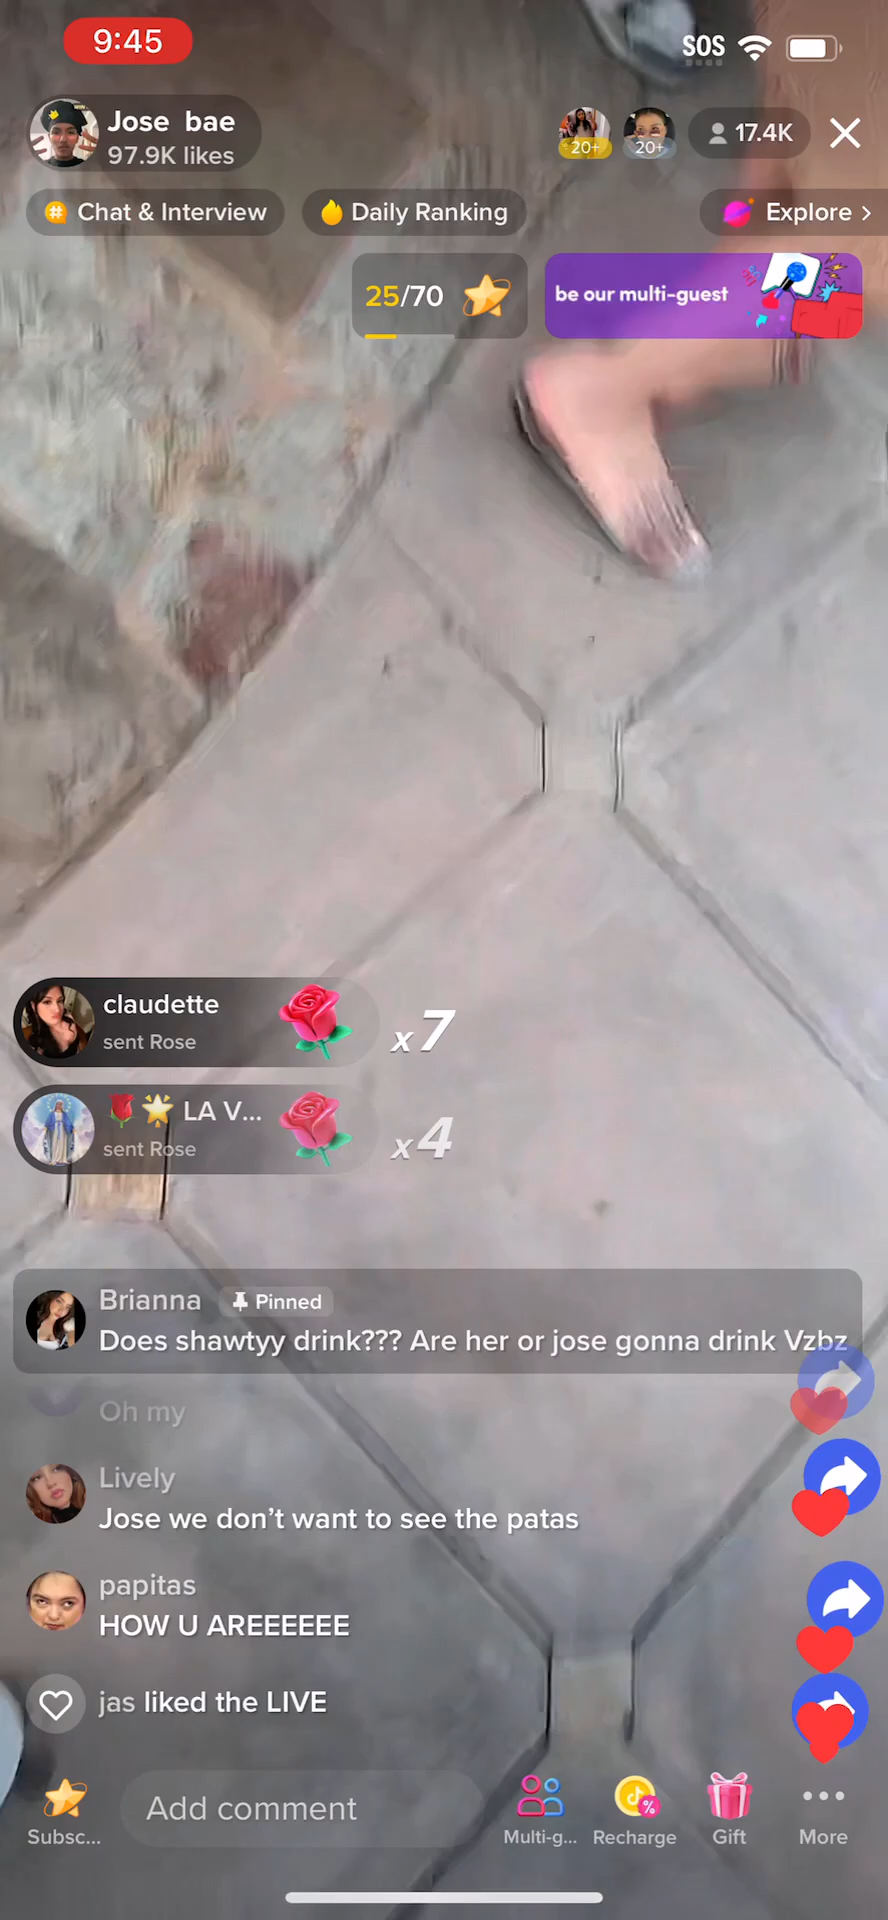 9:45
SOS
Jose bae
97.9K likes
20+
20+
17.4K
Chat & Interview
Daily Ranking
Explore >
25/70
be our multi-guest
claudette
sent Rose
x7
LA V...
sent Rose
x4
Brianna
Pinned
Does shawtyy drink??? Are her or jose gonna drink Vzbz
Oh my
Lively
Jose we don't want to see the patas
papitas
HOW U AREEEEEE
jas liked the LIVE
Subsc...
Add comment
Multi-g...
Recharge
Gift
More